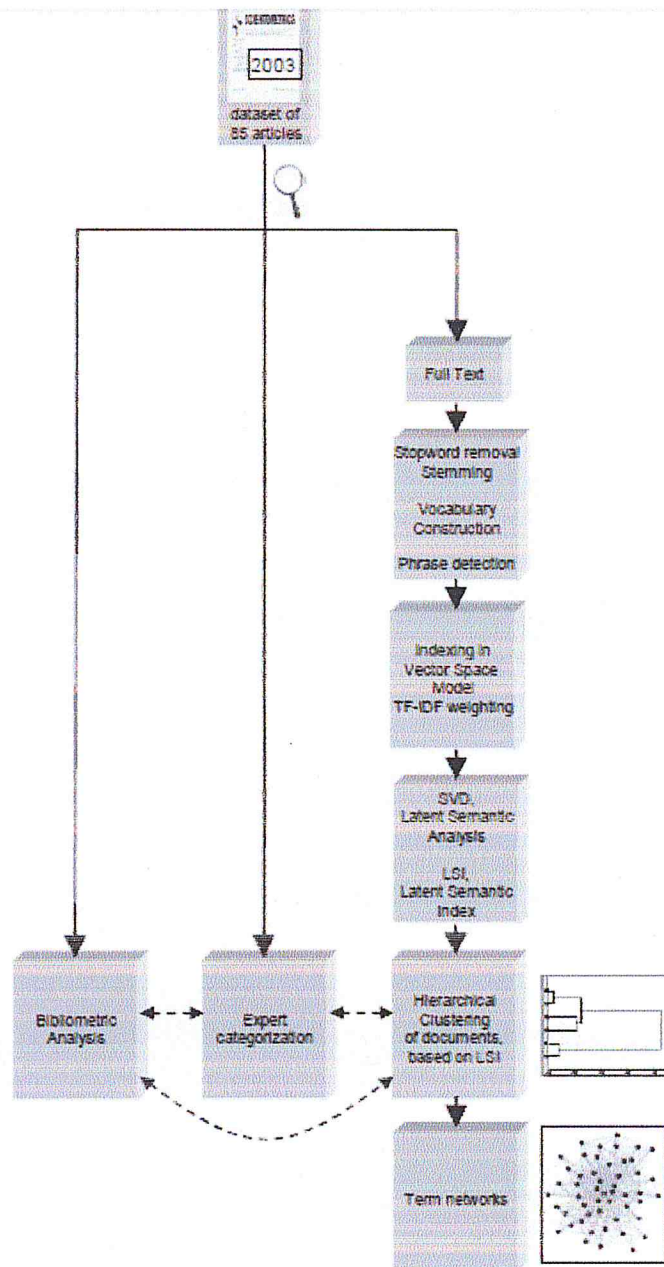 SCIENTOMETRICS
2003
dataset of
85 articles
Full Text
Stopword removal
Stemming
Vocabulary
Construction
Phrase detection
Indexing in
Vector Space
Model
TF-IDF weighting
SVD,
Latent Semantic
Analysis
LSI,
Latent Semantic
Index
Bibliometric
Analysis
Expert
categorization
Hierarchical
Clustering
of documents,
based on LSI
Term networks